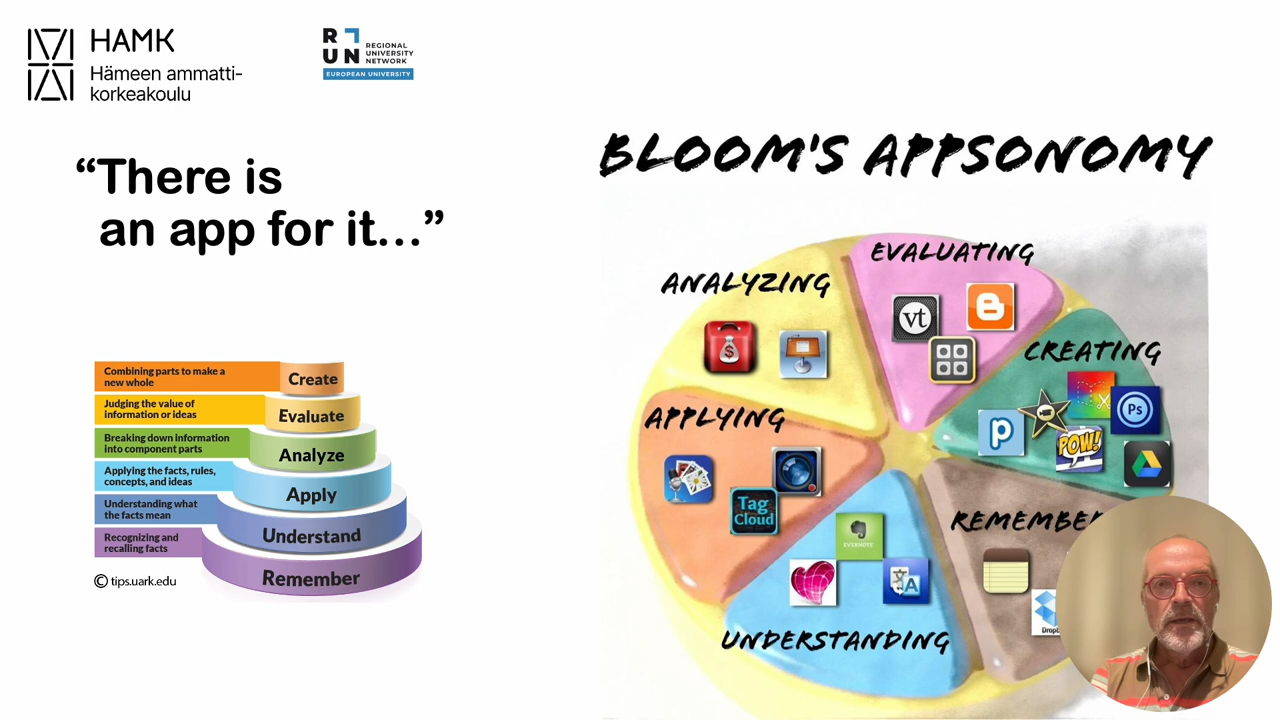 HAMK
Hämeen ammatti-
korkeakoulu
R
UN
REGIONAL
UNIVERSITY
NETWORK
EUROPEAN UNIVERSITY
“There is
an app for it...”
Combining parts to make a
new whole
Create
Judging the value of
information or ideas
Evaluate
Breaking down information
into component parts
Analyze
Applying the facts, rules,
concepts, and ideas
Apply
Understanding what
the facts mean
Understand
Recognizing and
recalling facts
Remember
© tips.uark.edu
BLOOM'S APPSONOMY
EVALUATING
vt
B
ANALYZING
$
CREATING
p
Ps
POW!
APPLYING
Tag
Cloud
REMEMBE
EVERNOTE
A
UNDERSTANDING